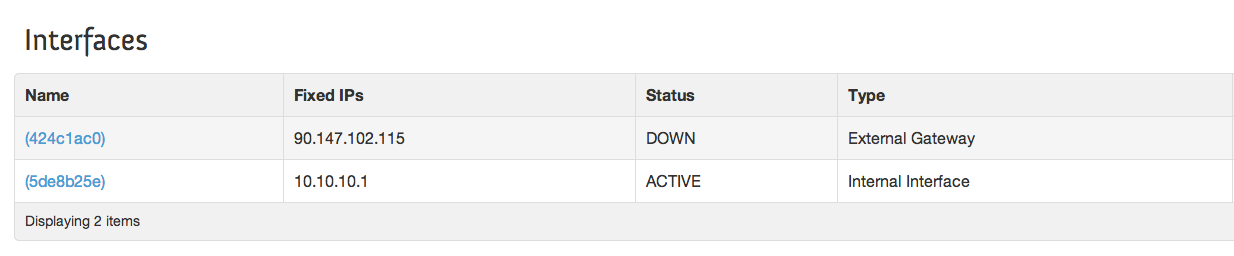 Interfaces
Name Fixed IPs Status Type
(424c1ac0) 90.147.102.115 DOWN External Gateway
(5de8b25e) 10.10.10.1 ACTIVE Internal Interface
Displaying 2 items